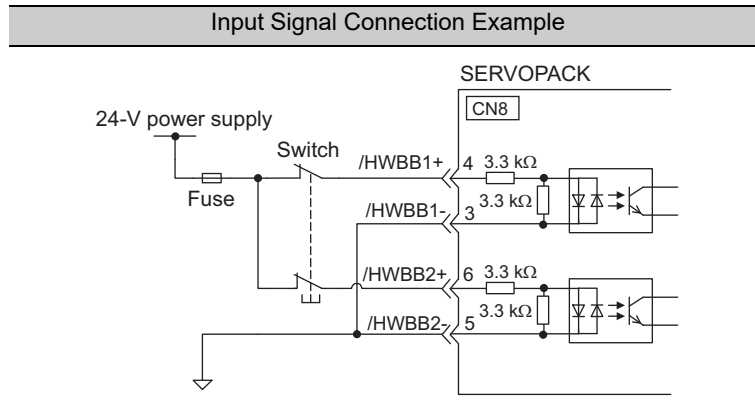 Input Signal Connection Example
SERVOPACK
CN8
24-V power supply
Switch
Fuse
/HWBB1+ 4 3.3 kΩ
3.3 kΩ
/HWBB1- 3
/HWBB2+ 6 3.3 kΩ
3.3 kΩ
/HWBB2- 5